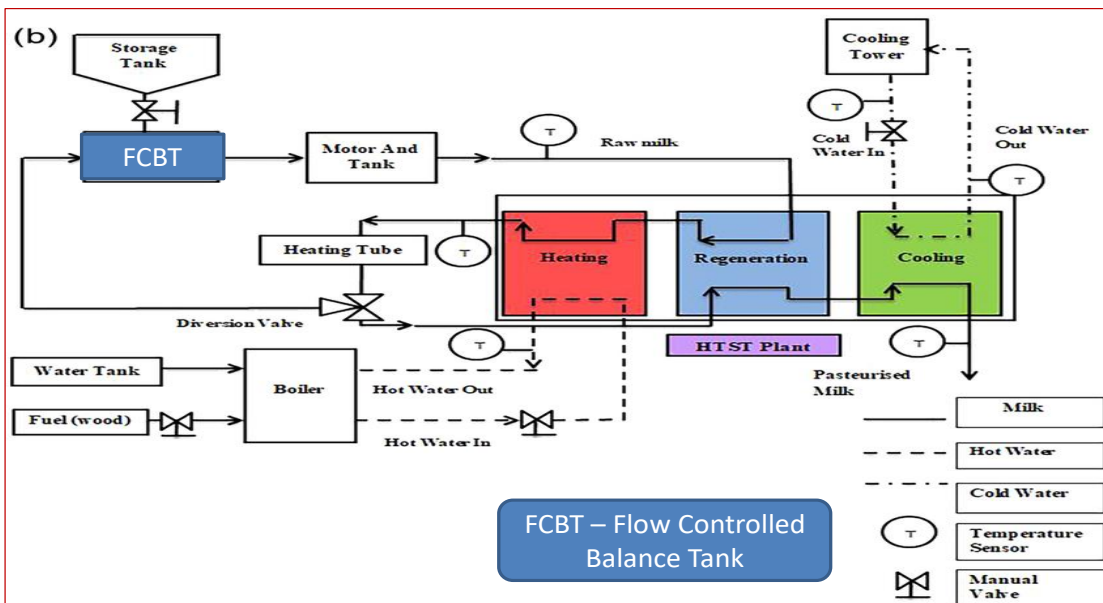 (b)
Storage
Tank
FCBT
Motor And
Tank
T
Raw milk
Cooling
Tower
T
Cold
Water In
Cold Water
Out
T
Heating Tube
T
Heating
Regeneration
Cooling
Diversion Valve
T
HTST Plant
T
Pasteurised
Milk
Water Tank
Boiler
Hot Water Out
Fuel (wood)
Hot Water In
Milk
Hot Water
Cold Water
T
Temperature
Sensor
Manual
Valve
FCBT – Flow Controlled
Balance Tank